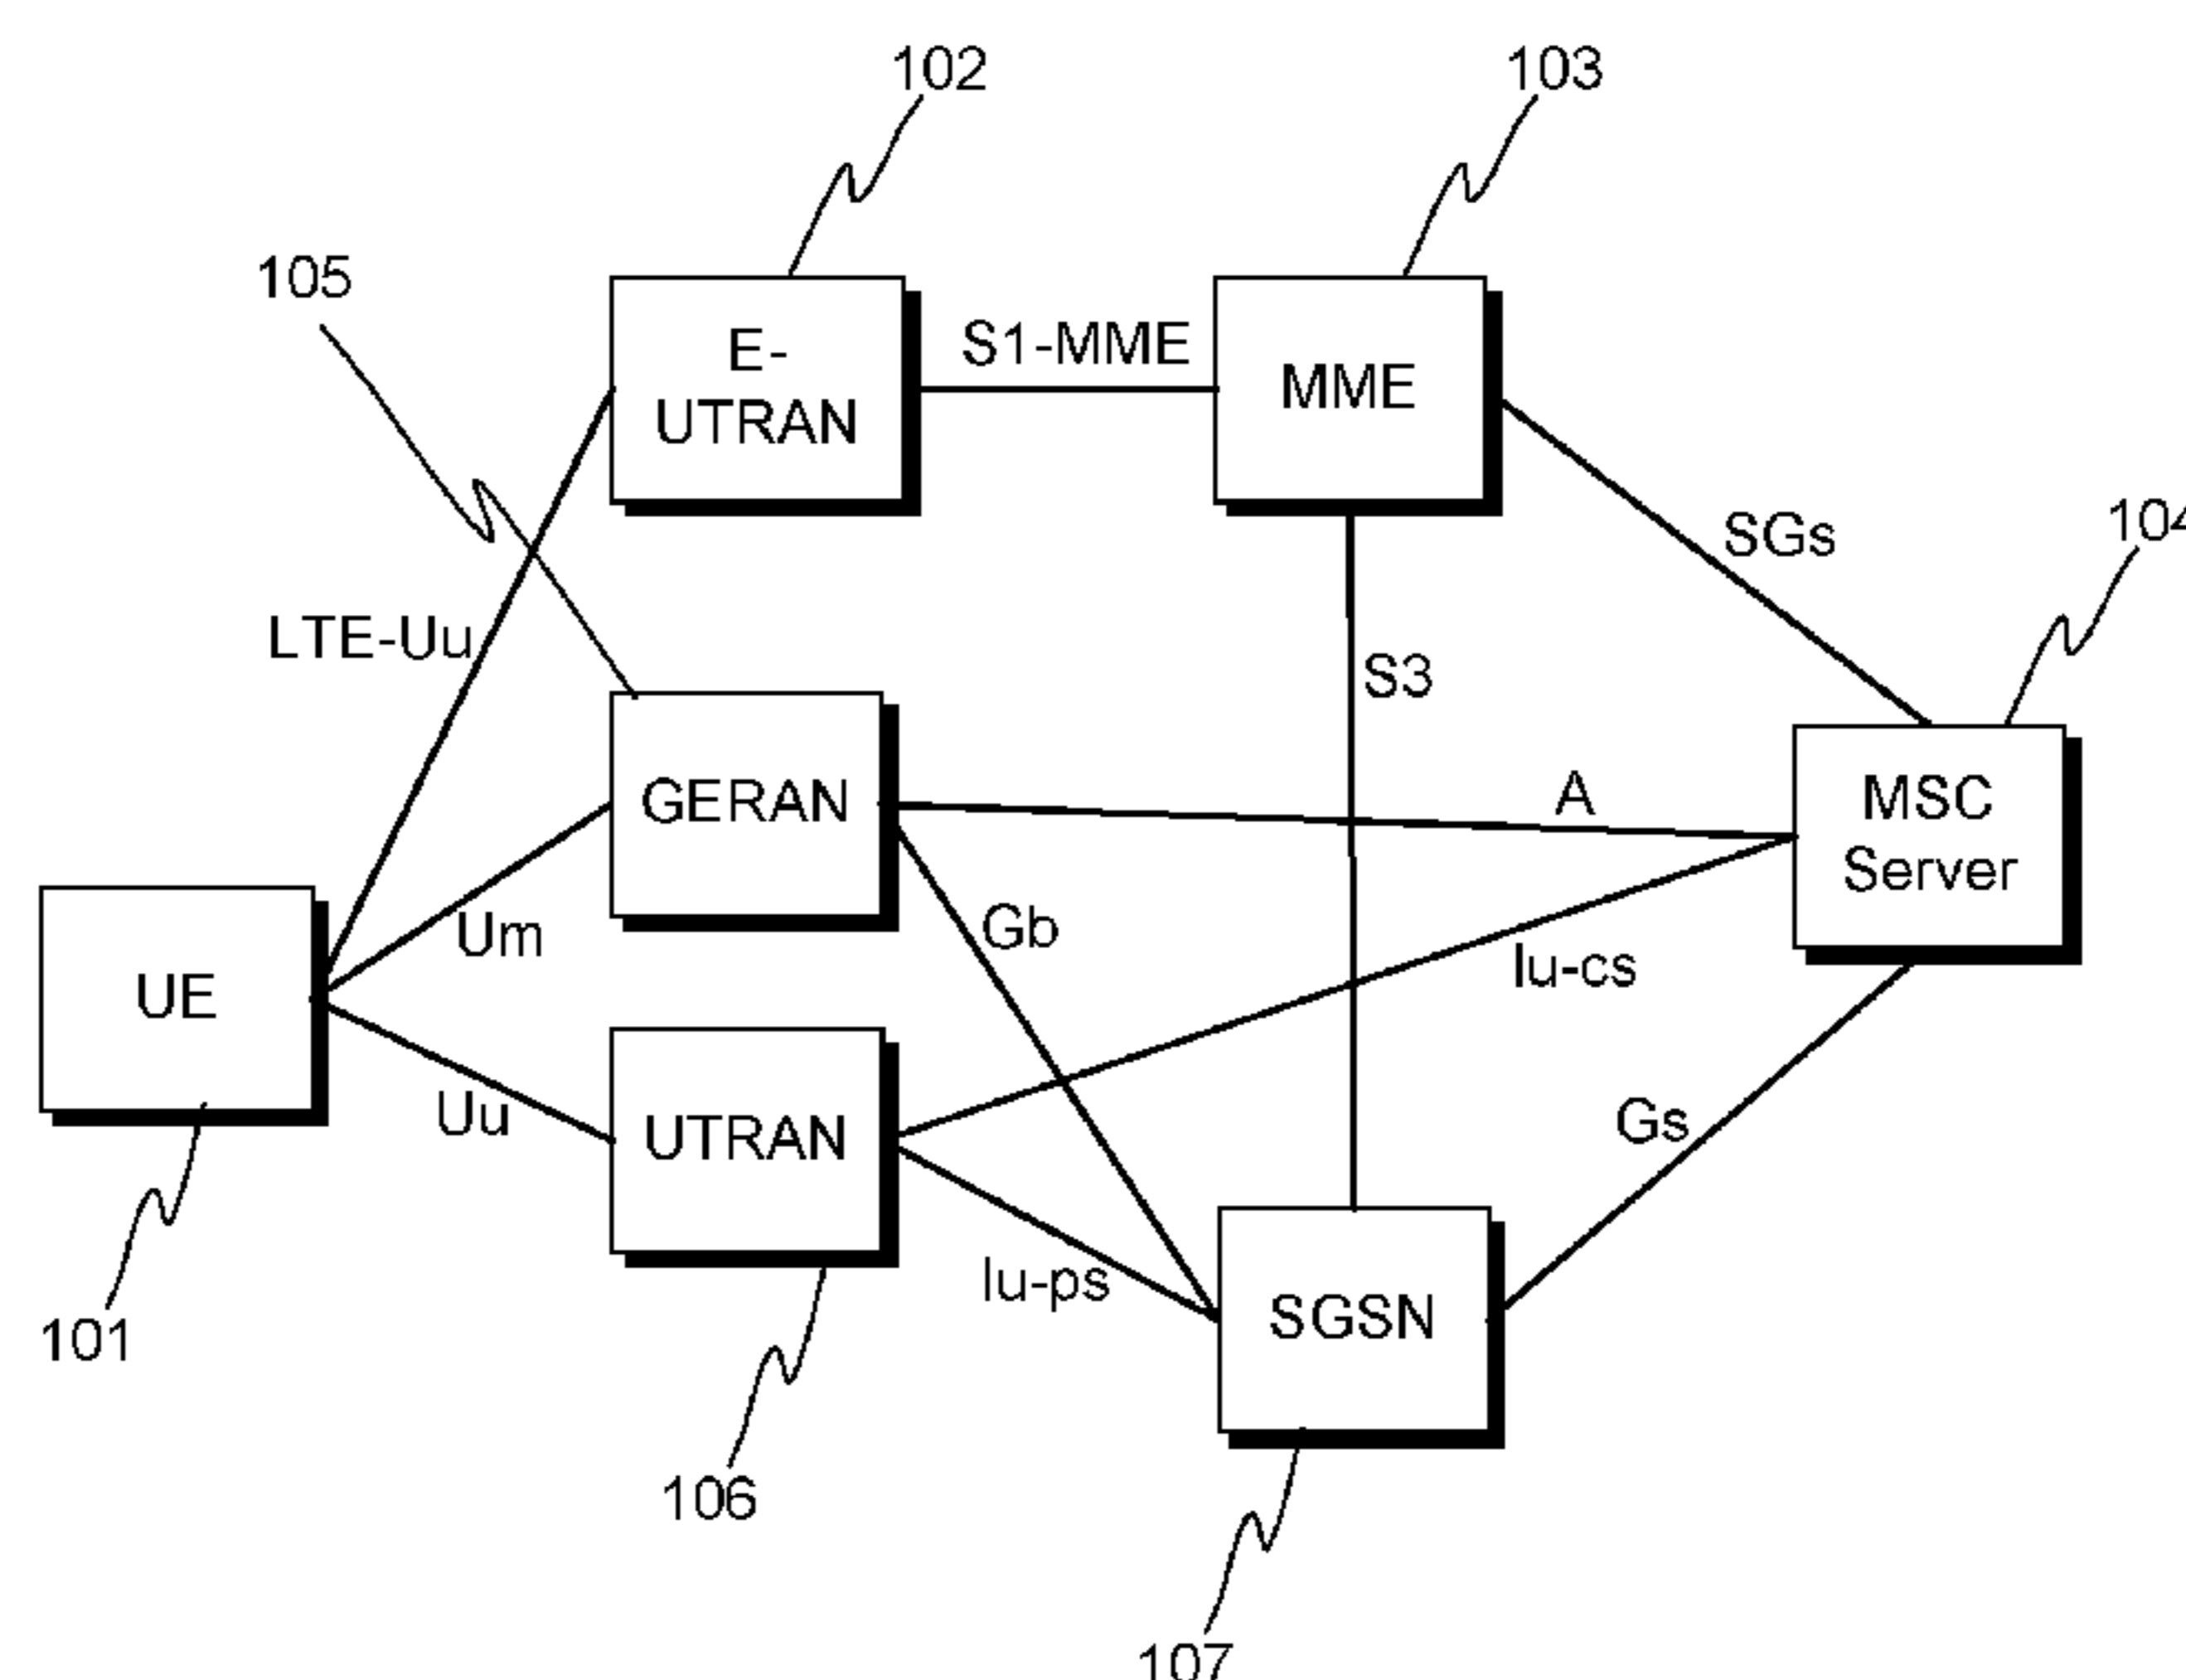 102
103
105
E-
UTRAN
S1-MME
MME
SGs
104
LTE-Uu
S3
GERAN
A
MSC
Server
Um
Gb
Iu-cs
UE
Uu
UTRAN
Gs
Iu-ps
SGSN
101
106
107